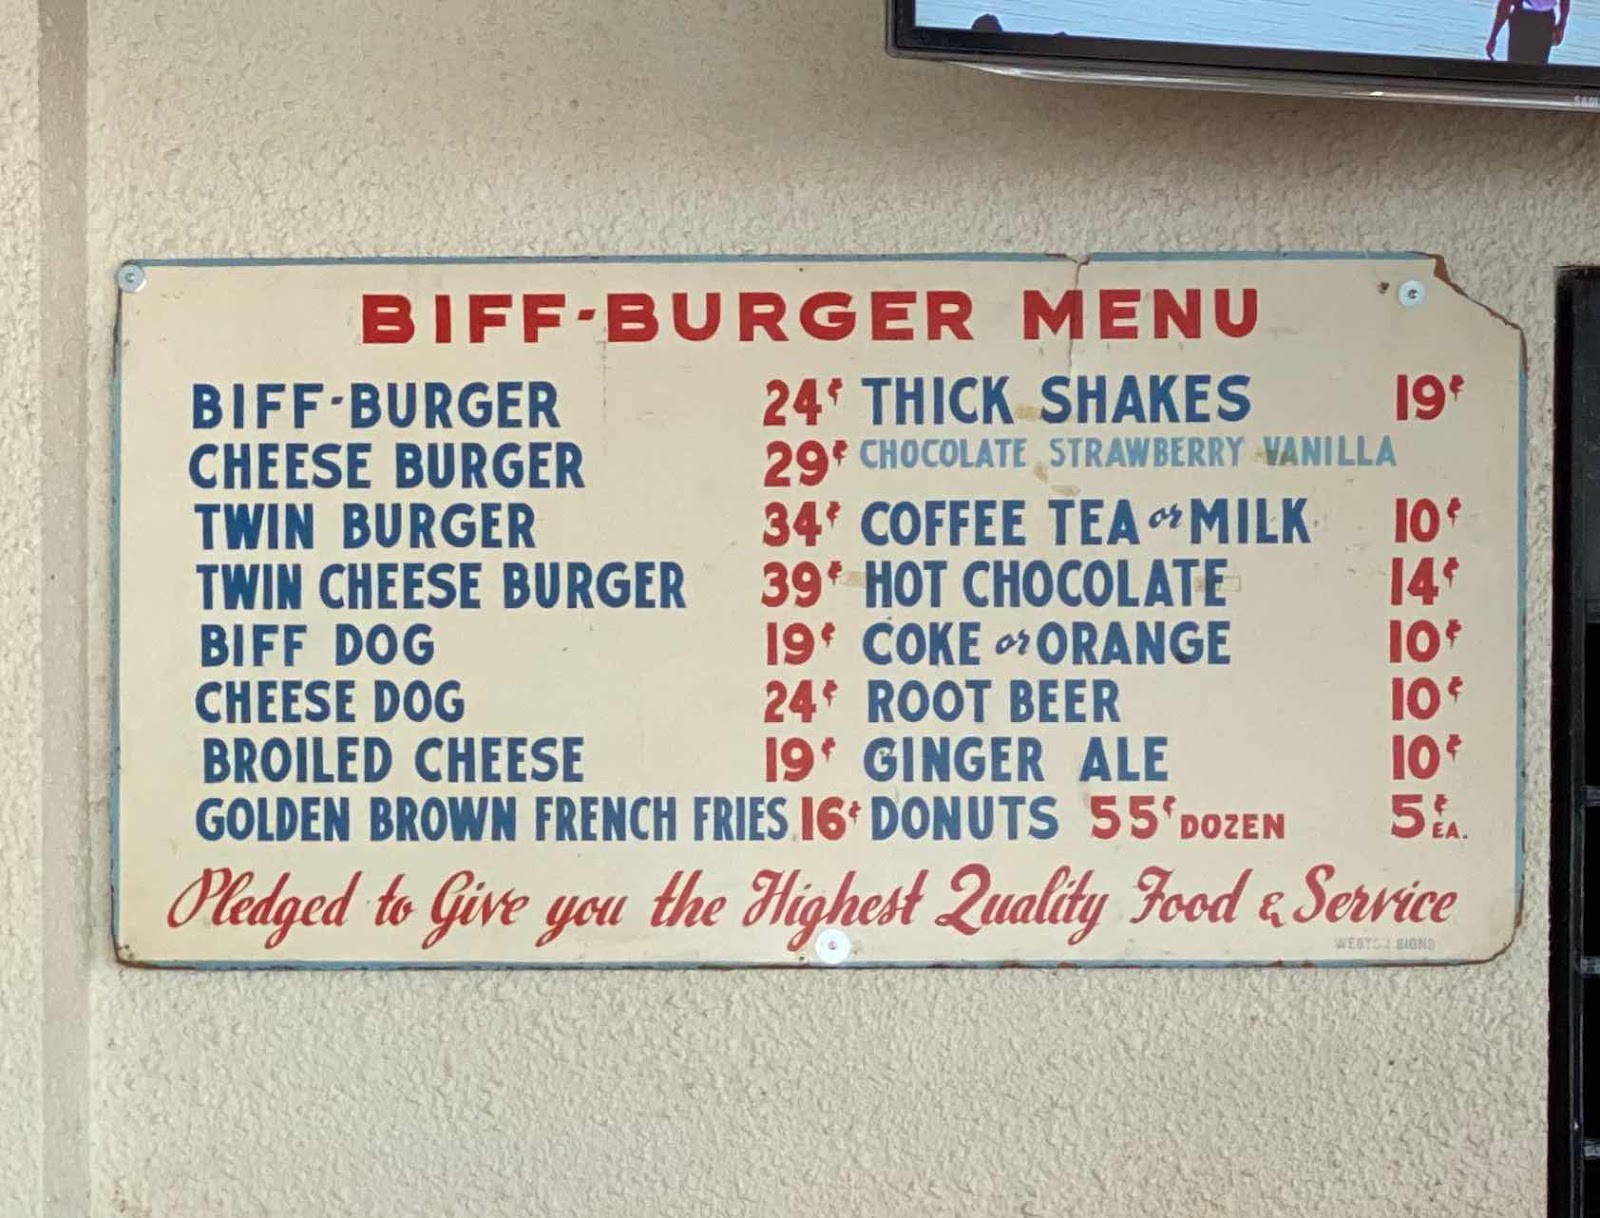 BIFF-BURGER MENU
BIFF-BURGER 24¢
CHEESE BURGER 29¢
TWIN BURGER 34¢
TWIN CHEESE BURGER 39¢
BIFF DOG 19¢
CHEESE DOG 24¢
BROILED CHEESE 19¢
GOLDEN BROWN FRENCH FRIES 16¢
THICK SHAKES 19¢
CHOCOLATE STRAWBERRY VANILLA
COFFEE TEA or MILK 10¢
HOT CHOCOLATE 14¢
COKE or ORANGE 10¢
ROOT BEER 10¢
GINGER ALE 10¢
DONUTS 55¢ DOZEN 5¢ EA.
Pledged to Give you the Highest Quality Food & Service
SIGNS